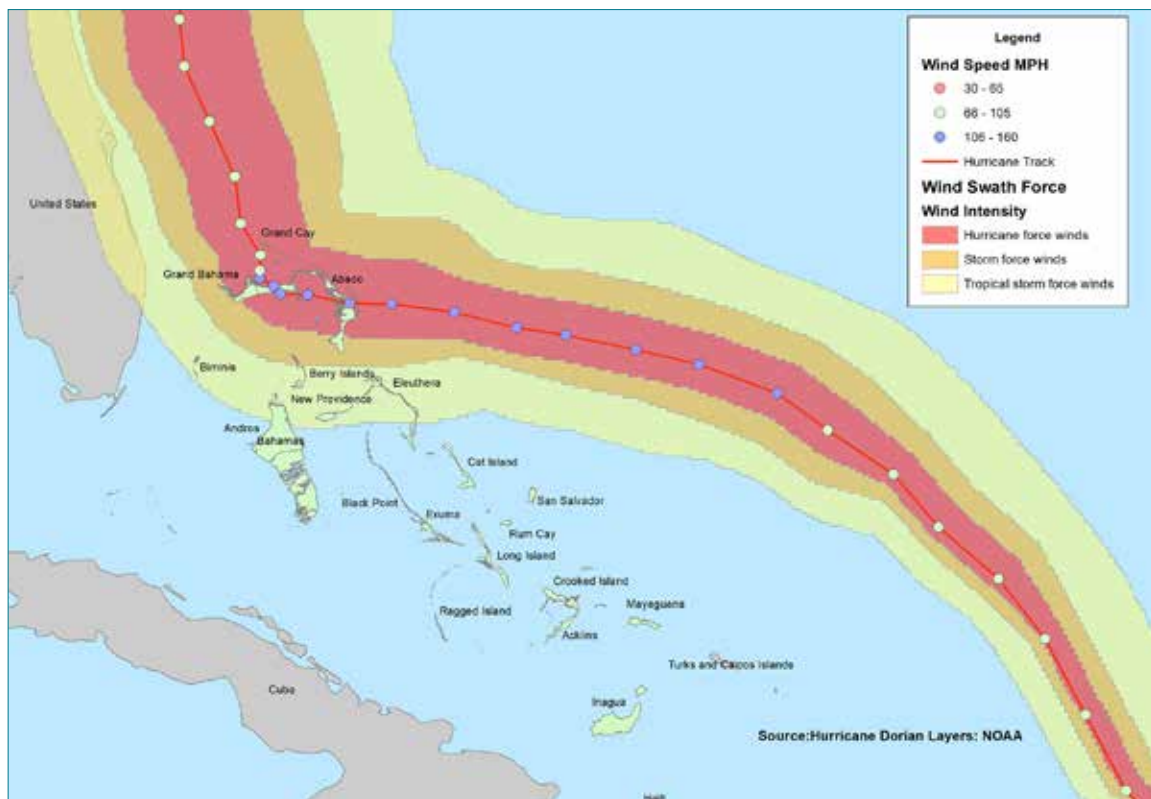 Legend
Wind Speed MPH
30 - 65
66 - 105
106 - 160
Hurricane Track
Wind Swath Force
Wind Intensity
Hurricane force winds
Storm force winds
Tropical storm force winds
United States
Grand Cay
Grand Bahama
Abaco
Biminis
Berry Islands
Eleuthera
New Providence
Andros
Bahamas
Cat Island
Black Point
San Salvador
Exuma
Rum Cay
Long Island
Crooked Island
Ragged Island
Mayaguana
Acklins
Turks and Caicos Islands
Cuba
Inagua
Source:Hurricane Dorian Layers: NOAA
Haiti